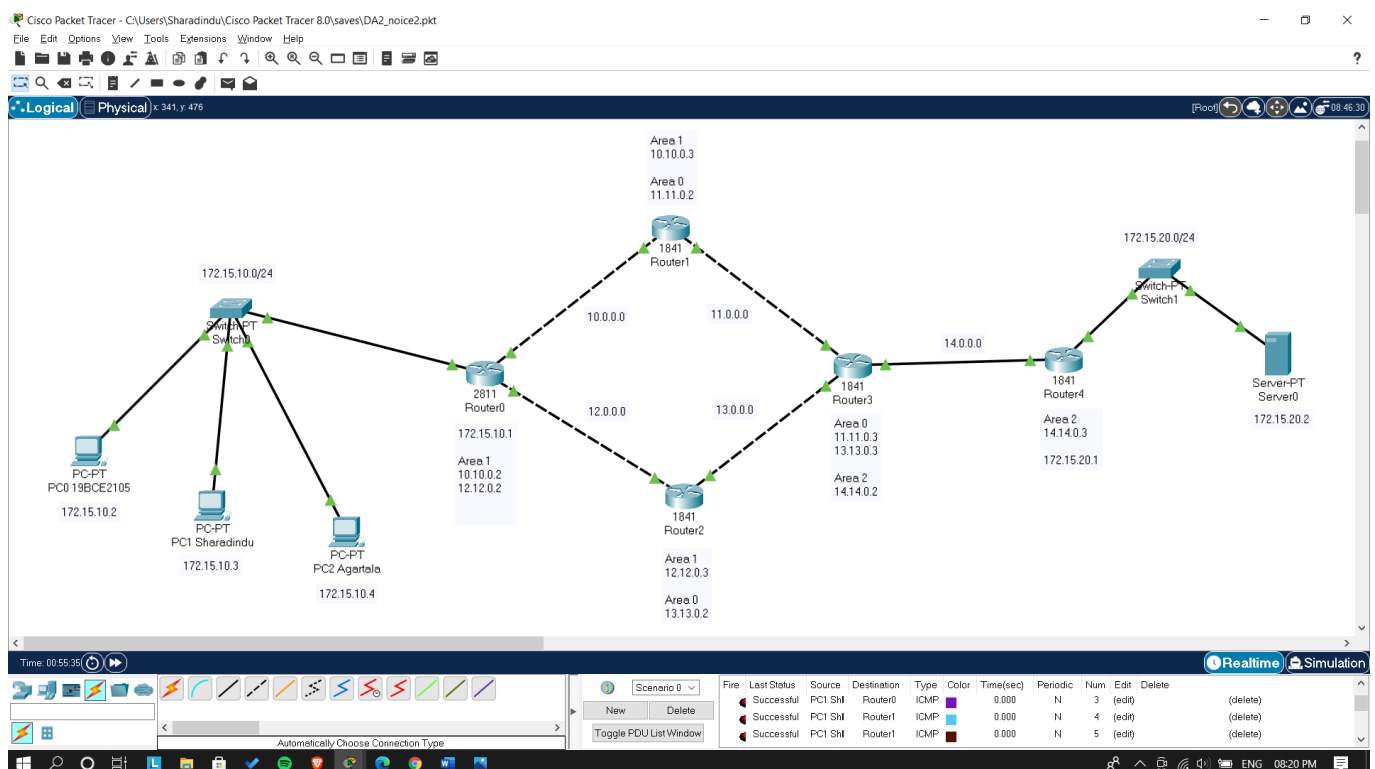 Cisco Packet Tracer - C:\Users\Sharadindu\Cisco Packet Tracer 8.0\saves\DA2_noice2.pkt
File Edit Options View Tools Extensions Window Help
?
Logical Physical x: 341, y: 476 [Root] 08:46:30
Area 1
10.10.0.3
Area 0
11.11.0.2
1841
Router1
172.15.10.0/24
Switch-PT
Switch0
10.0.0.0
11.0.0.0
172.15.20.0/24
Switch-PT
Switch1
14.0.0.0
2811
Router0
172.15.10.1
Area 1
10.10.0.2
12.12.0.2
12.0.0.0
13.0.0.0
1841
Router3
Area 0
11.11.0.3
13.13.0.3
Area 2
14.14.0.2
1841
Router4
Area 2
14.14.0.3
172.15.20.1
Server-PT
Server0
172.15.20.2
PC-PT
PC0 19BCE2105
172.15.10.2
PC-PT
PC1 Sharadindu
172.15.10.3
PC-PT
PC2 Agartala
172.15.10.4
1841
Router2
Area 1
12.12.0.3
Area 0
13.13.0.2
Time: 00:55:35 Realtime Simulation
Automatically Choose Connection Type
Scenario 0
New Delete
Toggle PDU List Window
Fire Last Status Source Destination Type Color Time(sec) Periodic Num Edit Delete
Successful PC1 Sh Router0 ICMP 0.000 N 3 (edit) (delete)
Successful PC1 Sh Router1 ICMP 0.000 N 4 (edit) (delete)
Successful PC1 Sh Router1 ICMP 0.000 N 5 (edit) (delete)
ENG 08:20 PM